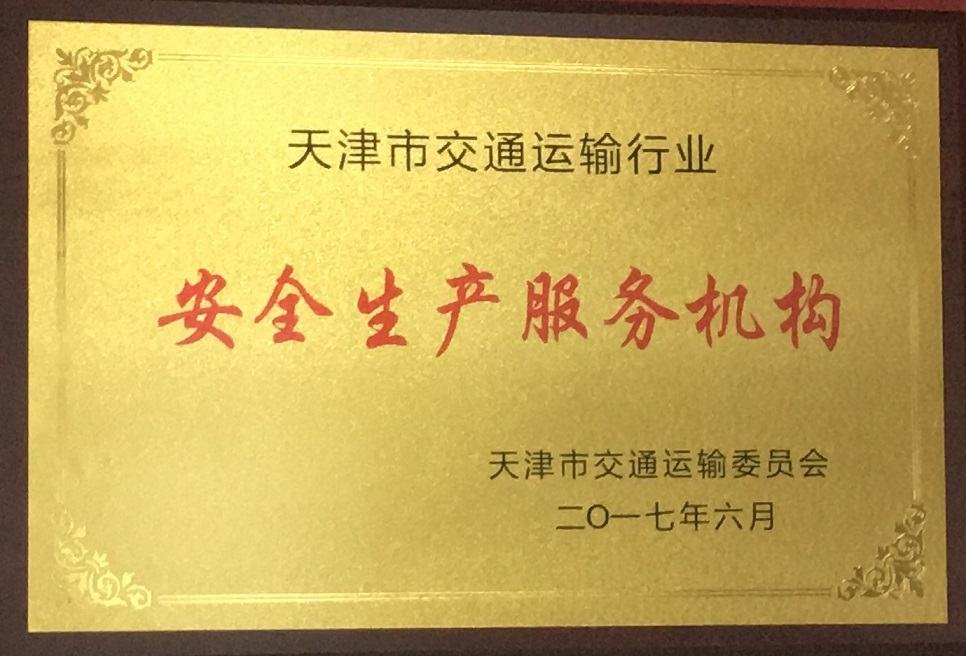 天津市交通运输行业
安全生产服务机构
天津市交通运输委员会
二〇一七年六月